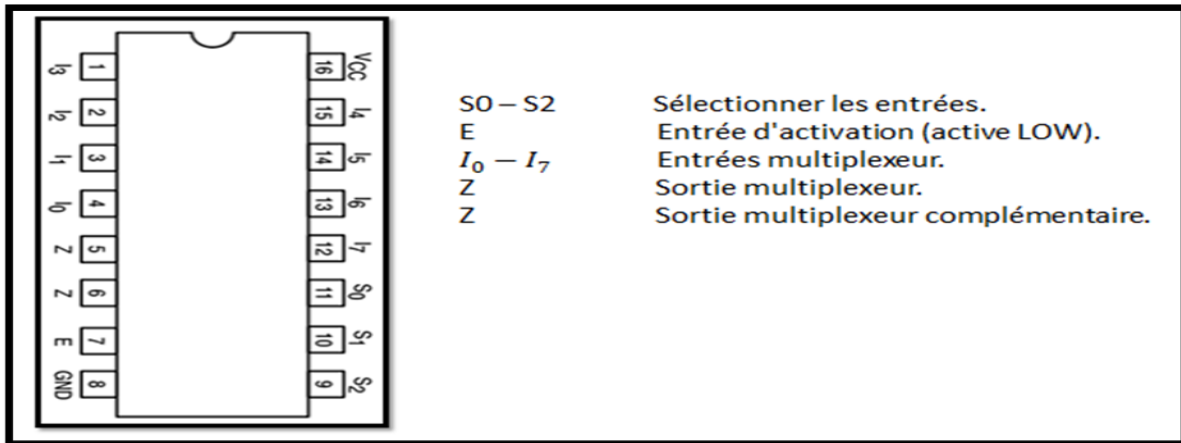 I3 1
I2 2
I1 3
I0 4
Z 5
Z 6
E 7
GND 8
16 VCC
15 I4
14 I5
13 I6
12 I7
11 S0
10 S1
9 S2
S0 – S2 Sélectionner les entrées.
E Entrée d'activation (active LOW).
I0 – I7 Entrées multiplexeur.
Z Sortie multiplexeur.
Z Sortie multiplexeur complémentaire.